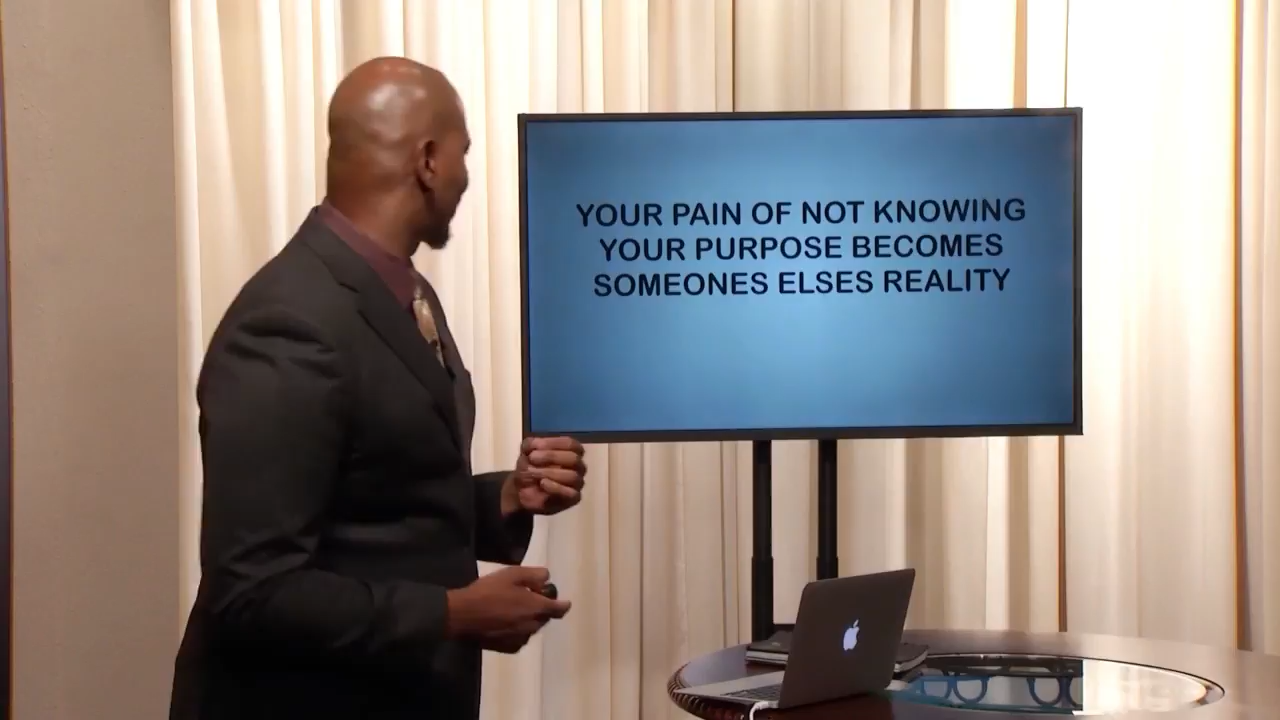 YOUR PAIN OF NOT KNOWING
YOUR PURPOSE BECOMES
SOMEONES ELSES REALITY